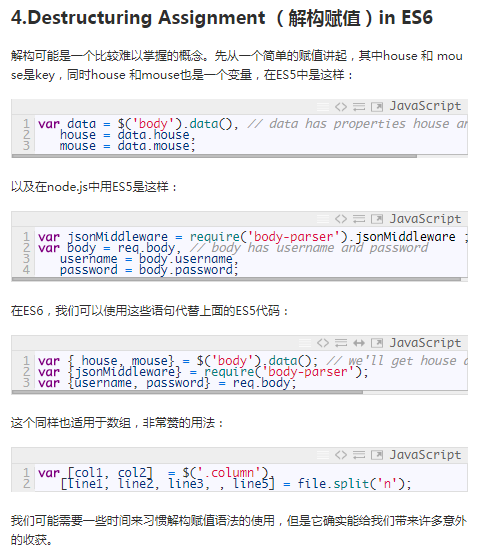 4.Destructuring Assignment （解构赋值）in ES6
解构可能是一个比较难以掌握的概念。先从一个简单的赋值讲起，其中house 和 mou
se是key，同时house 和mouse也是一个变量，在ES5中是这样：
JavaScript
1 var data = $('body').data(), // data has properties house an
2 house = data.house,
3 mouse = data.mouse;
以及在node.js中用ES5是这样：
JavaScript
1 var jsonMiddleware = require('body-parser').jsonMiddleware ;
2 var body = req.body, // body has username and password
3 username = body.username,
4 password = body.password;
在ES6，我们可以使用这些语句代替上面的ES5代码：
JavaScript
1 var { house, mouse} = $('body').data(); // we'll get house a
2 var {jsonMiddleware} = require('body-parser');
3 var {username, password} = req.body;
这个同样也适用于数组，非常赞的用法：
JavaScript
1 var [col1, col2] = $('.column'),
2 [line1, line2, line3, , line5] = file.split('n');
我们可能需要一些时间来习惯解构赋值语法的使用，但是它确实能给我们带来许多意外
的收获。